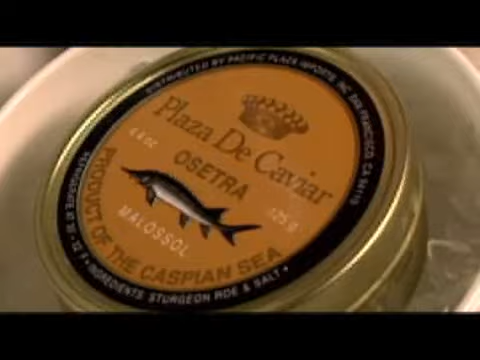 DISTRIBUTED BY PACIFIC PLAZA IMPORTS, INC. SAN FRANCISCO, CA 94115
Plaza De Caviar
OSETRA
4.4 OZ
125 g
MALOSSOL
PRODUCT OF THE CASPIAN SEA
• INGREDIENTS: STURGEON ROE & SALT •